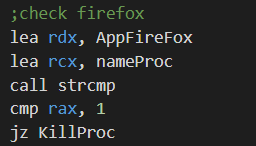 ;check firefox
lea rdx, AppFireFox
lea rcx, nameProc
call strcmp
cmp rax, 1
jz KillProc